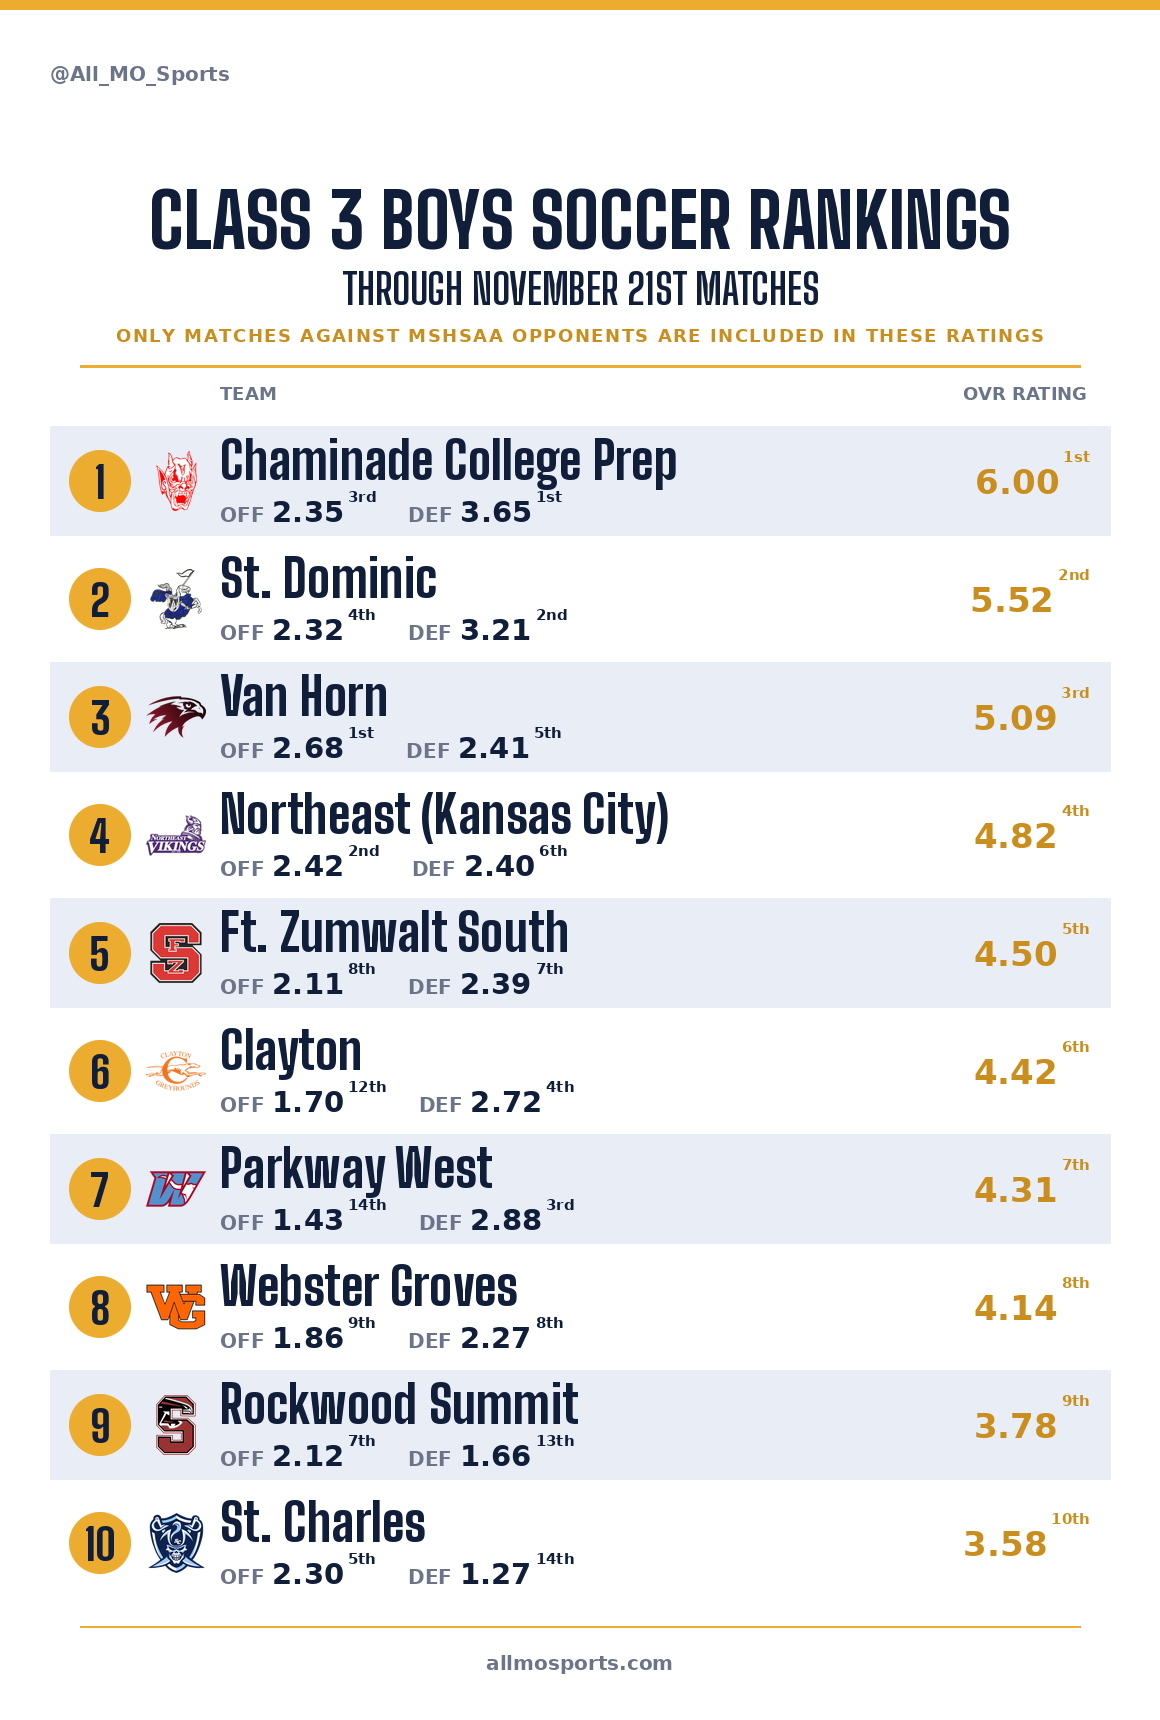 @All_MO_Sports
CLASS 3 BOYS SOCCER RANKINGS
THROUGH NOVEMBER 21ST MATCHES
ONLY MATCHES AGAINST MSHSAA OPPONENTS ARE INCLUDED IN THESE RATINGS
TEAM OVR RATING
1 Chaminade College Prep 6.00 1st
OFF 2.35 3rd DEF 3.65 1st
2 St. Dominic 5.52 2nd
OFF 2.32 4th DEF 3.21 2nd
3 Van Horn 5.09 3rd
OFF 2.68 1st DEF 2.41 5th
4 NORTHEAST VIKINGS Northeast (Kansas City) 4.82 4th
OFF 2.42 2nd DEF 2.40 6th
5 S FZ Ft. Zumwalt South 4.50 5th
OFF 2.11 8th DEF 2.39 7th
6 CLAYTON C GREYHOUNDS Clayton 4.42 6th
OFF 1.70 12th DEF 2.72 4th
7 W Parkway West 4.31 7th
OFF 1.43 14th DEF 2.88 3rd
8 WG Webster Groves 4.14 8th
OFF 1.86 9th DEF 2.27 8th
9 S Rockwood Summit 3.78 9th
OFF 2.12 7th DEF 1.66 13th
10 St. Charles 3.58 10th
OFF 2.30 5th DEF 1.27 14th
allmosports.com